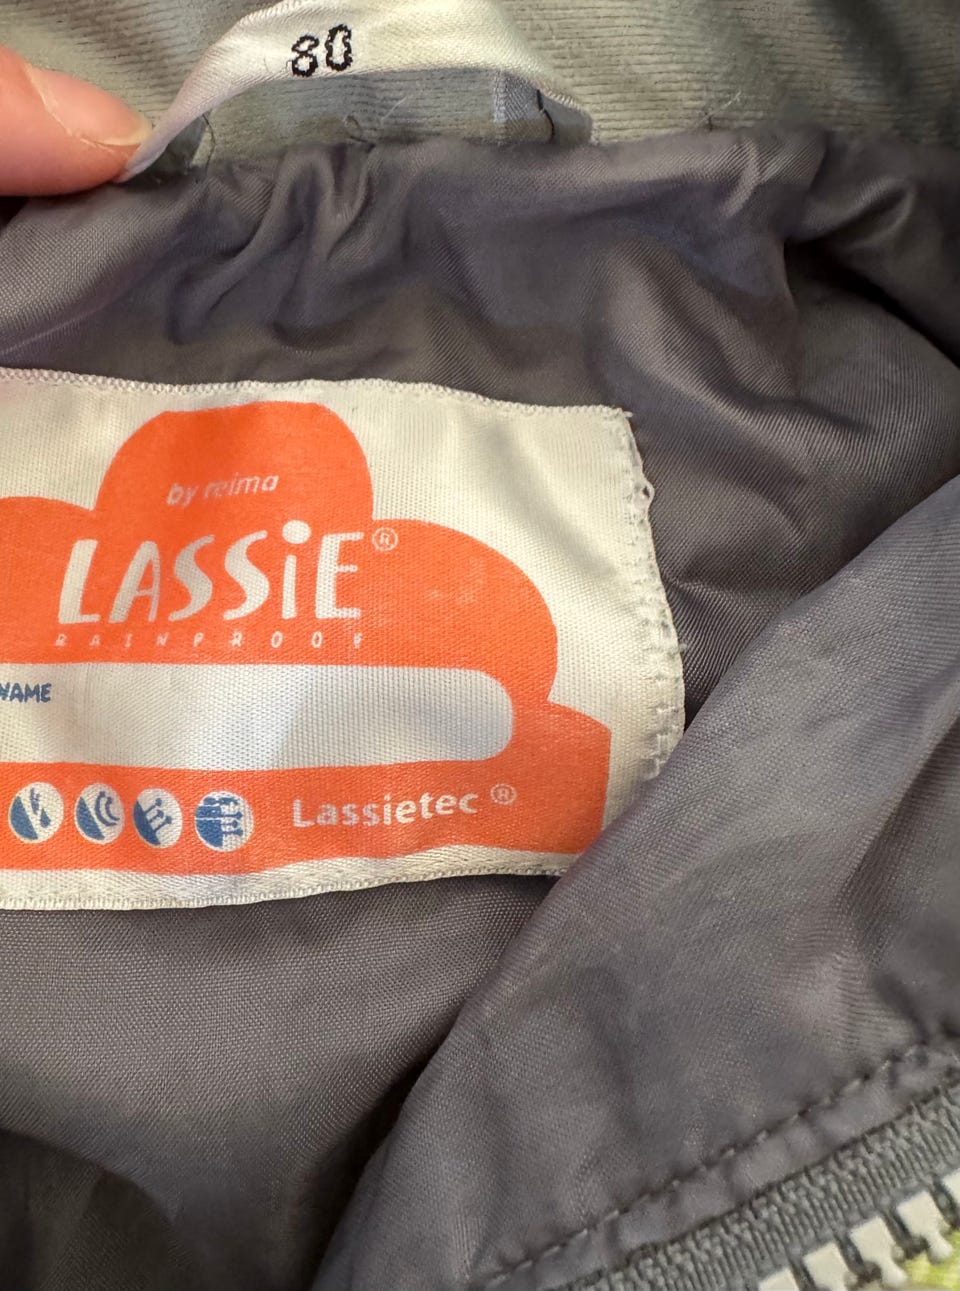 80
by reima
LASSiE®
RAINPROOF
NAME
Lassietec®